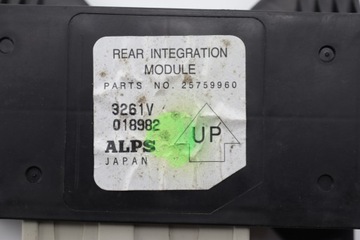 REAR INTEGRATION
MODULE
PARTS NO. 25759960
3261V
018982
UP
ALPS
JAPAN